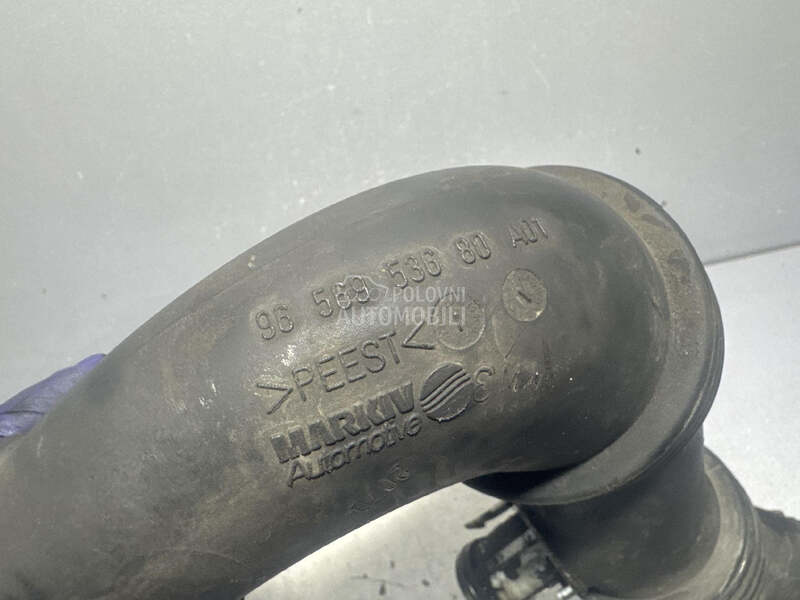 96 569 536 80 A01
POLOVNI
AUTOMOBILI
>PEEST<
MARKIV
Automotive